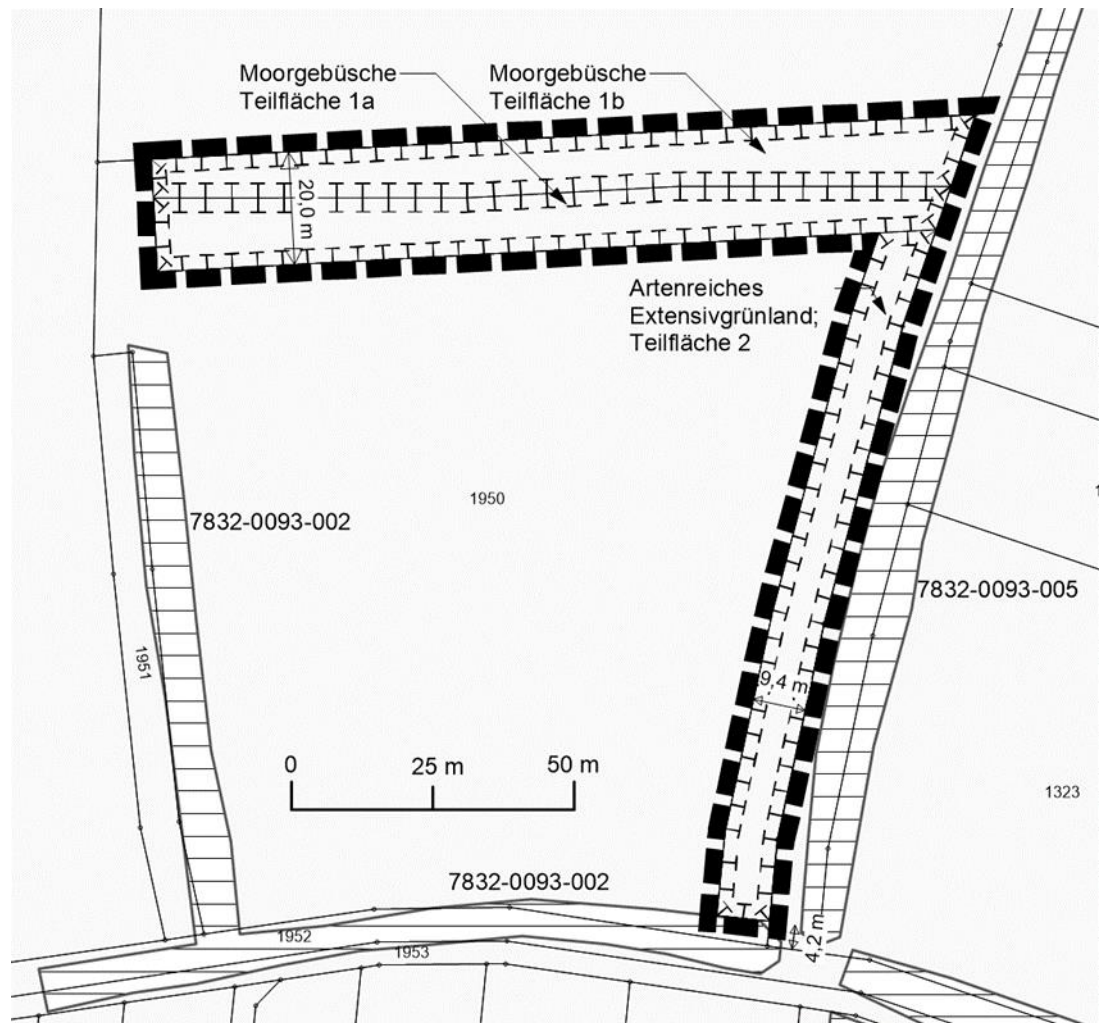 Moorgebüsche
Teilfläche 1a
Moorgebüsche
Teilfläche 1b
20,0 m
Artenreiches
Extensivgrünland;
Teilfläche 2
1950
7832-0093-002
7832-0093-005
1951
9,4 m
0 25 m 50 m
1323
7832-0093-002
1952
1953
4,2 m